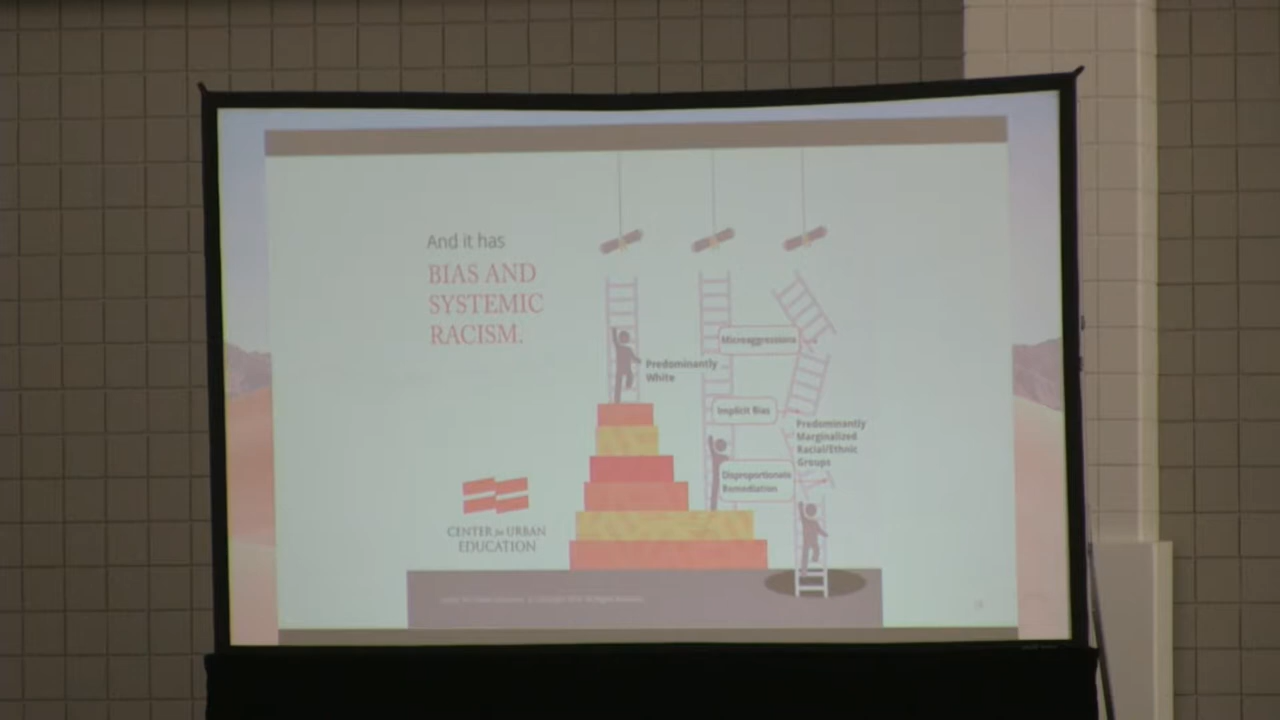 And it has
BIAS AND
SYSTEMIC
RACISM.
Predominantly
White
Microaggressions
Implicit Bias
Predominantly
Marginalized
Racial/Ethnic
Groups
Disproportionate
Remediation
CENTER for URBAN
EDUCATION